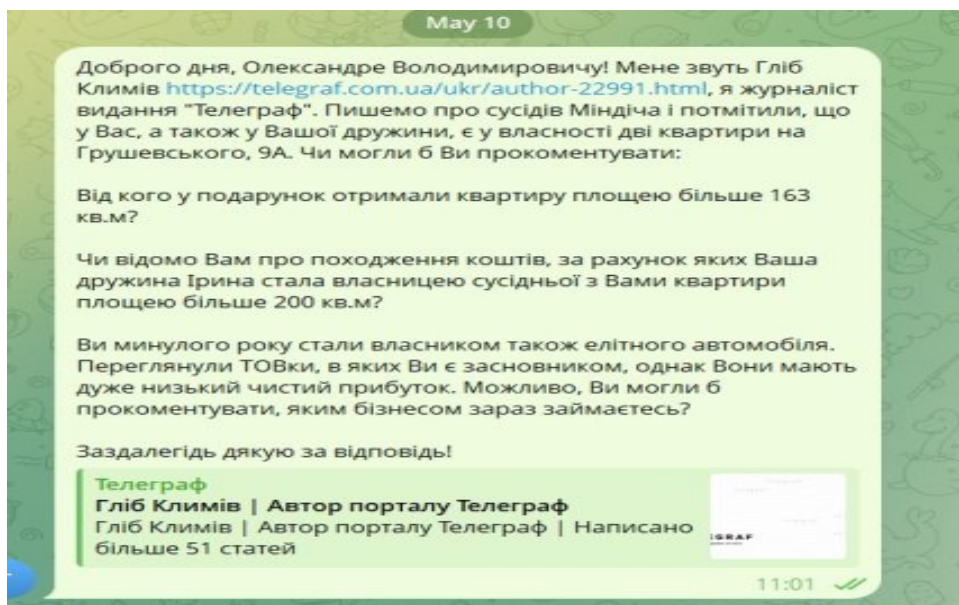 May 10
Доброго дня, Олександре Володимировичу! Мене звуть Гліб
Климів https://telegraf.com.ua/ukr/author-22991.html, я журналіст
видання "Телеграф". Пишемо про сусідів Міндіча і потмітили, що
у Вас, а також у Вашої дружини, є у власності дві квартири на
Грушевського, 9А. Чи могли б Ви прокоментувати:
Від кого у подарунок отримали квартиру площею більше 163
кв.м?
Чи відомо Вам про походження коштів, за рахунок яких Ваша
дружина Ірина стала власницею сусідньої з Вами квартири
площею більше 200 кв.м?
Ви минулого року стали власником також елітного автомобіля.
Переглянули ТОВки, в яких Ви є засновником, однак Вони мають
дуже низький чистий прибуток. Можливо, Ви могли б
прокоментувати, яким бізнесом зараз займаєтесь?
Заздалегідь дякую за відповідь!
Телеграф
Гліб Климів | Автор порталу Телеграф
Гліб Климів | Автор порталу Телеграф | Написано
більше 51 статей
11:01